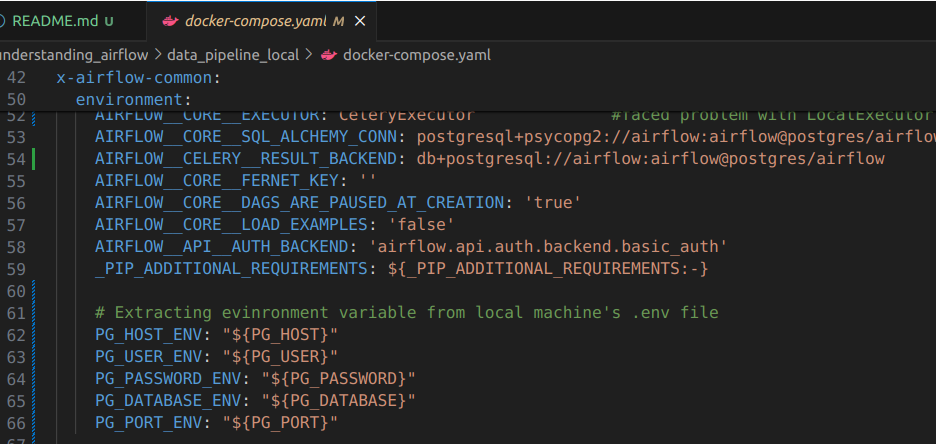 README.md U
docker-compose.yaml M
understanding_airflow > data_pipeline_local > docker-compose.yaml
42 x-airflow-common:
50 environment:
52 AIRFLOW__CORE__EXECUTOR: CeleryExecutor #faced problem with LocalExecutor
53 AIRFLOW__CORE__SQL_ALCHEMY_CONN: postgresql+psycopg2://airflow:airflow@postgres/airflow
54 AIRFLOW__CELERY__RESULT_BACKEND: db+postgresql://airflow:airflow@postgres/airflow
55 AIRFLOW__CORE__FERNET_KEY: ''
56 AIRFLOW__CORE__DAGS_ARE_PAUSED_AT_CREATION: 'true'
57 AIRFLOW__CORE__LOAD_EXAMPLES: 'false'
58 AIRFLOW__API__AUTH_BACKEND: 'airflow.api.auth.backend.basic_auth'
59 _PIP_ADDITIONAL_REQUIREMENTS: ${_PIP_ADDITIONAL_REQUIREMENTS:-}
60
61 # Extracting evinronment variable from local machine's .env file
62 PG_HOST_ENV: "${PG_HOST}"
63 PG_USER_ENV: "${PG_USER}"
64 PG_PASSWORD_ENV: "${PG_PASSWORD}"
65 PG_DATABASE_ENV: "${PG_DATABASE}"
66 PG_PORT_ENV: "${PG_PORT}"
67